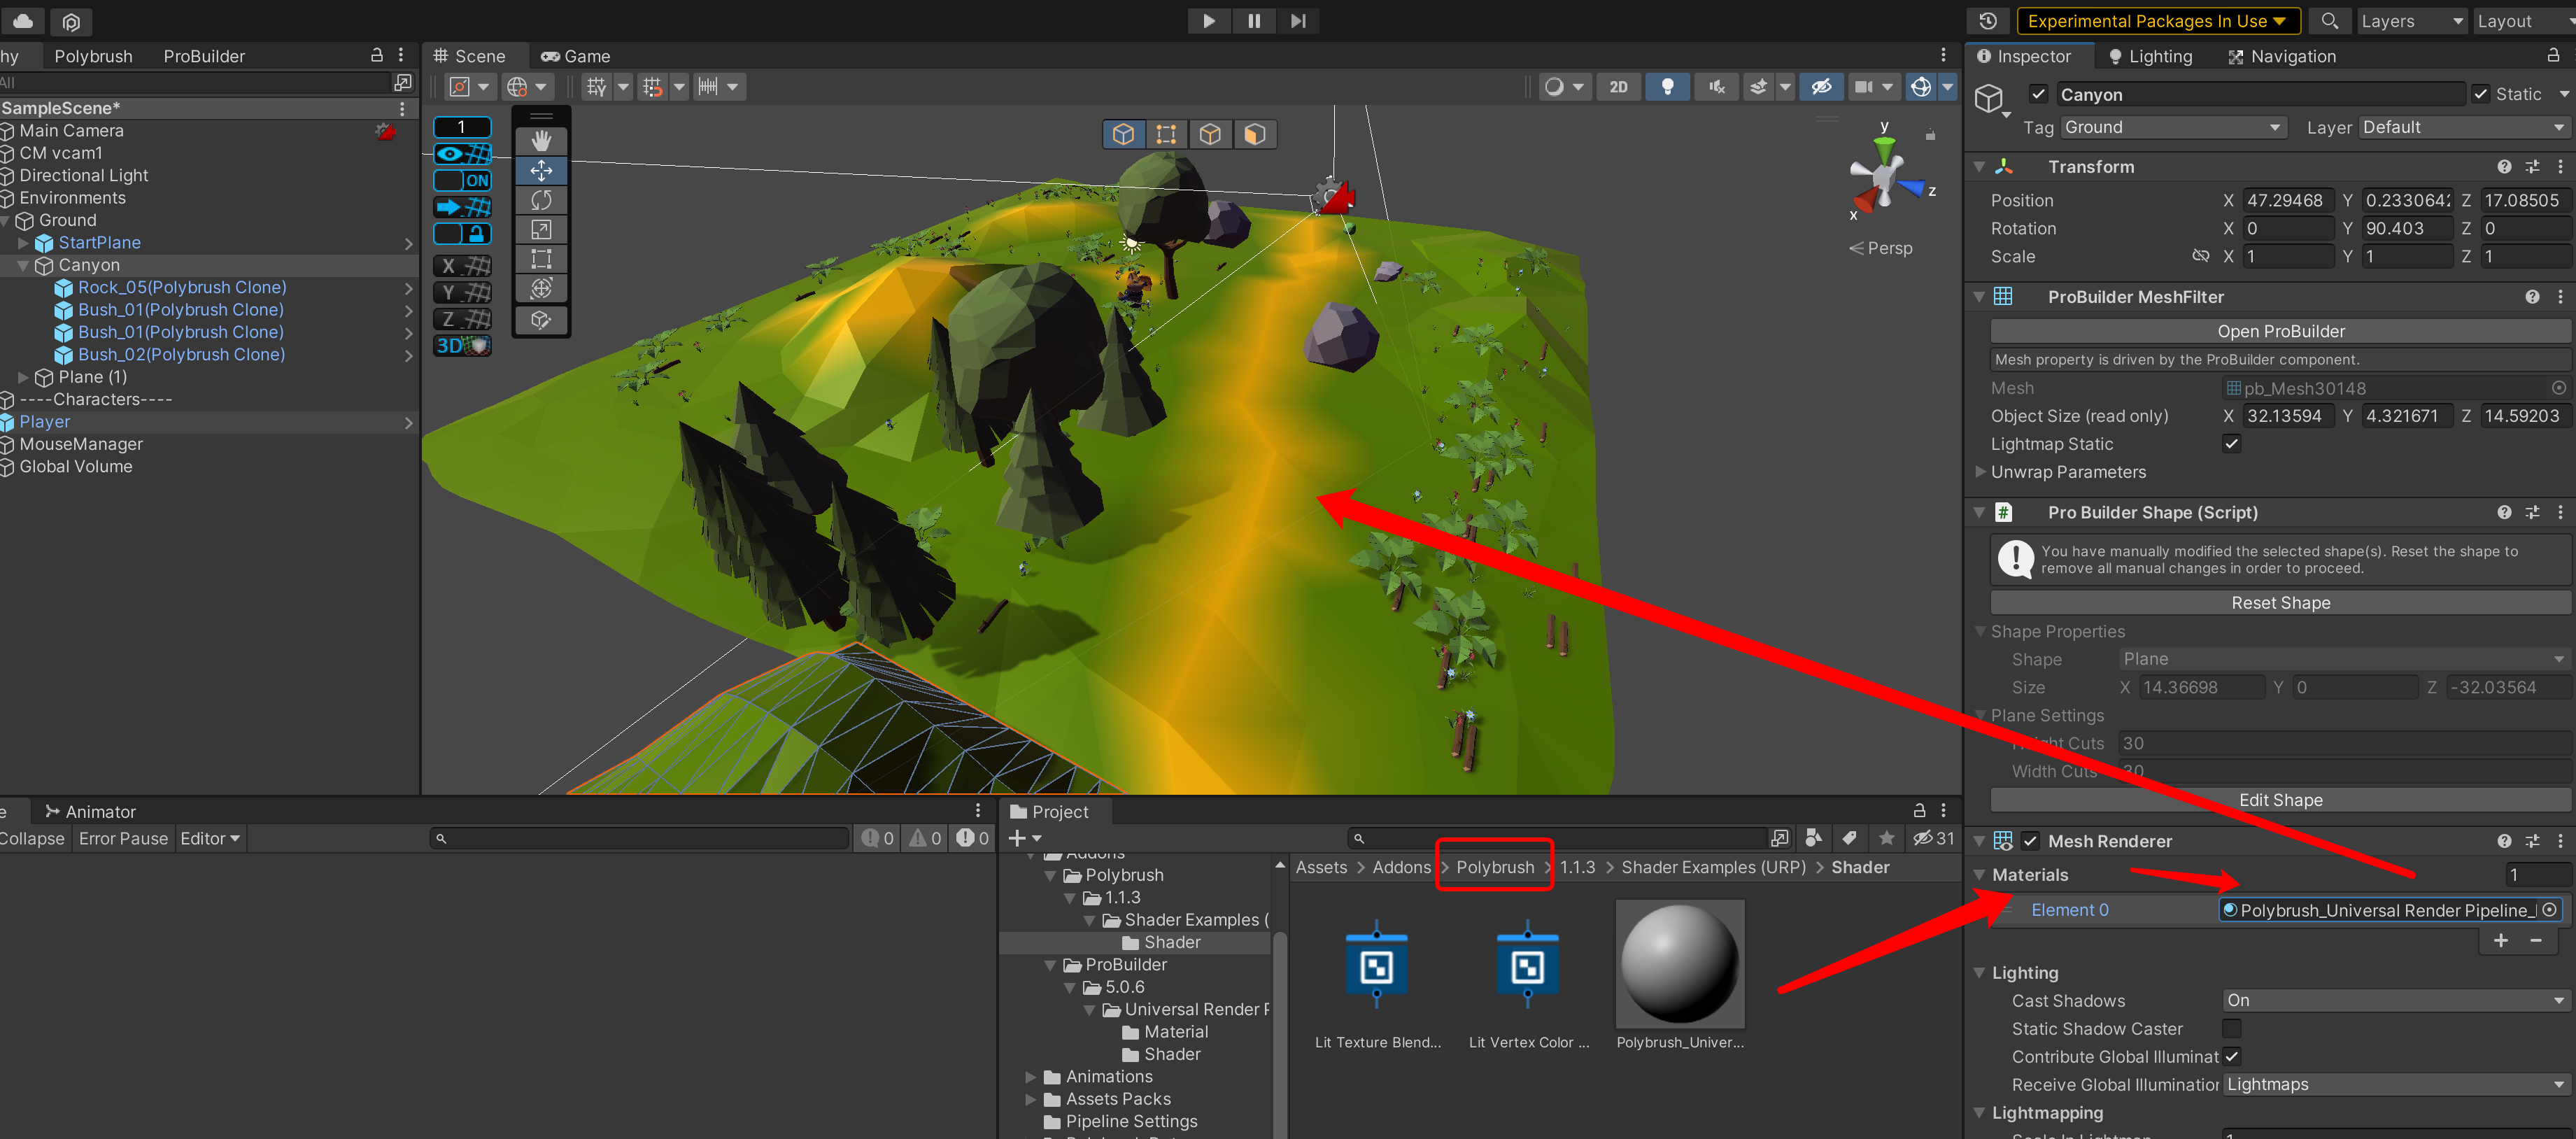 Experimental Packages In Use
Layers
Layout
hy
Polybrush
ProBuilder
All
SampleScene*
Main Camera
CM vcam1
Directional Light
Environments
Ground
StartPlane
Canyon
Rock_05(Polybrush Clone)
Bush_01(Polybrush Clone)
Bush_01(Polybrush Clone)
Bush_02(Polybrush Clone)
Plane (1)
----Characters----
Player
MouseManager
Global Volume
Scene
Game
2D
1
ON
X
Y
Z
3D
y
z
x
Persp
Inspector
Lighting
Navigation
Canyon
Static
Tag Ground
Layer Default
Transform
Position X 47.29468 Y 0.233064 Z 17.08505
Rotation X 0 Y 90.403 Z 0
Scale X 1 Y 1 Z 1
ProBuilder MeshFilter
Open ProBuilder
Mesh property is driven by the ProBuilder component.
Mesh pb_Mesh30148
Object Size (read only) X 32.13594 Y 4.321671 Z 14.59203
Lightmap Static
Unwrap Parameters
Pro Builder Shape (Script)
You have manually modified the selected shape(s). Reset the shape to
remove all manual changes in order to proceed.
Reset Shape
Shape Properties
Shape Plane
Size X 14.36698 Y 0 Z -32.03564
Plane Settings
Height Cuts 30
Width Cuts 30
Edit Shape
Mesh Renderer
Materials 1
Element 0 Polybrush_Universal Render Pipeline_
Lighting
Cast Shadows On
Static Shadow Caster
Contribute Global Illuminat
Receive Global Illumination Lightmaps
Lightmapping
e
Animator
Collapse
Error Pause
Editor
0
0
0
Project
31
Addons
Polybrush
1.1.3
Shader Examples (
Shader
ProBuilder
5.0.6
Universal Render P
Material
Shader
Animations
Assets Packs
Pipeline Settings
Assets > Addons > Polybrush > 1.1.3 > Shader Examples (URP) > Shader
Lit Texture Blend...
Lit Vertex Color ...
Polybrush_Univer...